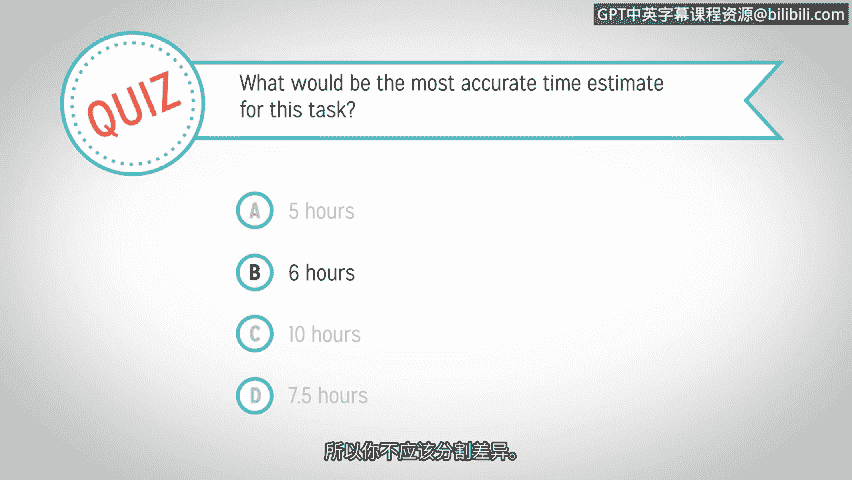 GPT中英字幕课程资源@bilibili.com
QUIZ
What would be the most accurate time estimate
for this task?
A 5 hours
B 6 hours
C 10 hours
D 7.5 hours
所以你不应该分割差异。